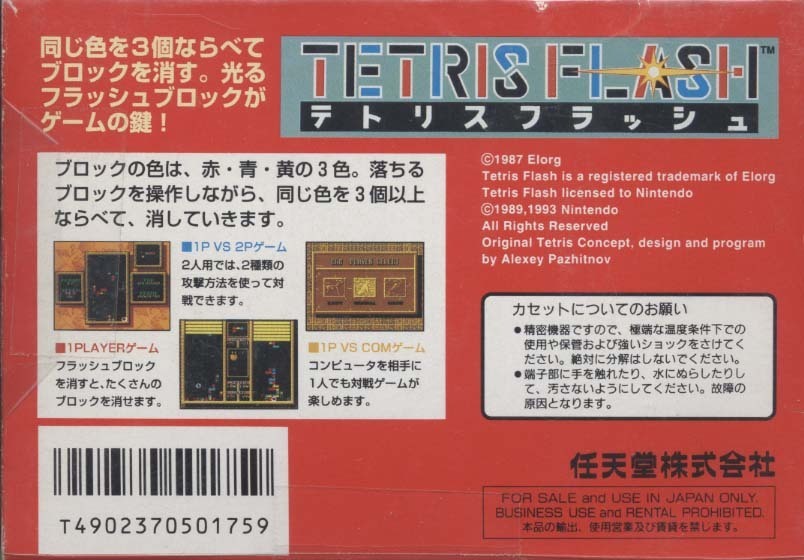 同じ色を3個ならべて
ブロックを消す。光る
フラッシュブロックが
ゲームの鍵！
TETRIS FLASH™
テトリスフラッシュ
ブロックの色は、赤・青・黄の3色。落ちる
ブロックを操作しながら、同じ色を3個以上
ならべて、消していきます。
■1P VS 2Pゲーム
2人用では、2種類の
攻撃方法を使って対
戦できます。
■1PLAYERゲーム
フラッシュブロック
を消すと、たくさんの
ブロックを消せます。
■1P VS COMゲーム
コンピュータを相手に
1人でも対戦ゲームが
楽しめます。
©1987 Elorg
Tetris Flash is a registered trademark of Elorg
Tetris Flash licensed to Nintendo
©1989,1993 Nintendo
All Rights Reserved
Original Tetris Concept, design and program
by Alexey Pazhitnov
カセットについてのお願い
●精密機器ですので、極端な温度条件下での
使用や保管および強いショックをさけてく
ださい。絶対に分解はしないでください。
●端子部に手を触れたり、水にぬらしたりし
て、汚さないようにしてください。故障の
原因となります。
T4902370501759
任天堂株式会社
FOR SALE and USE IN JAPAN ONLY.
BUSINESS USE and RENTAL PROHIBITED.
本品の輸出、使用営業及び賃貸を禁じます。